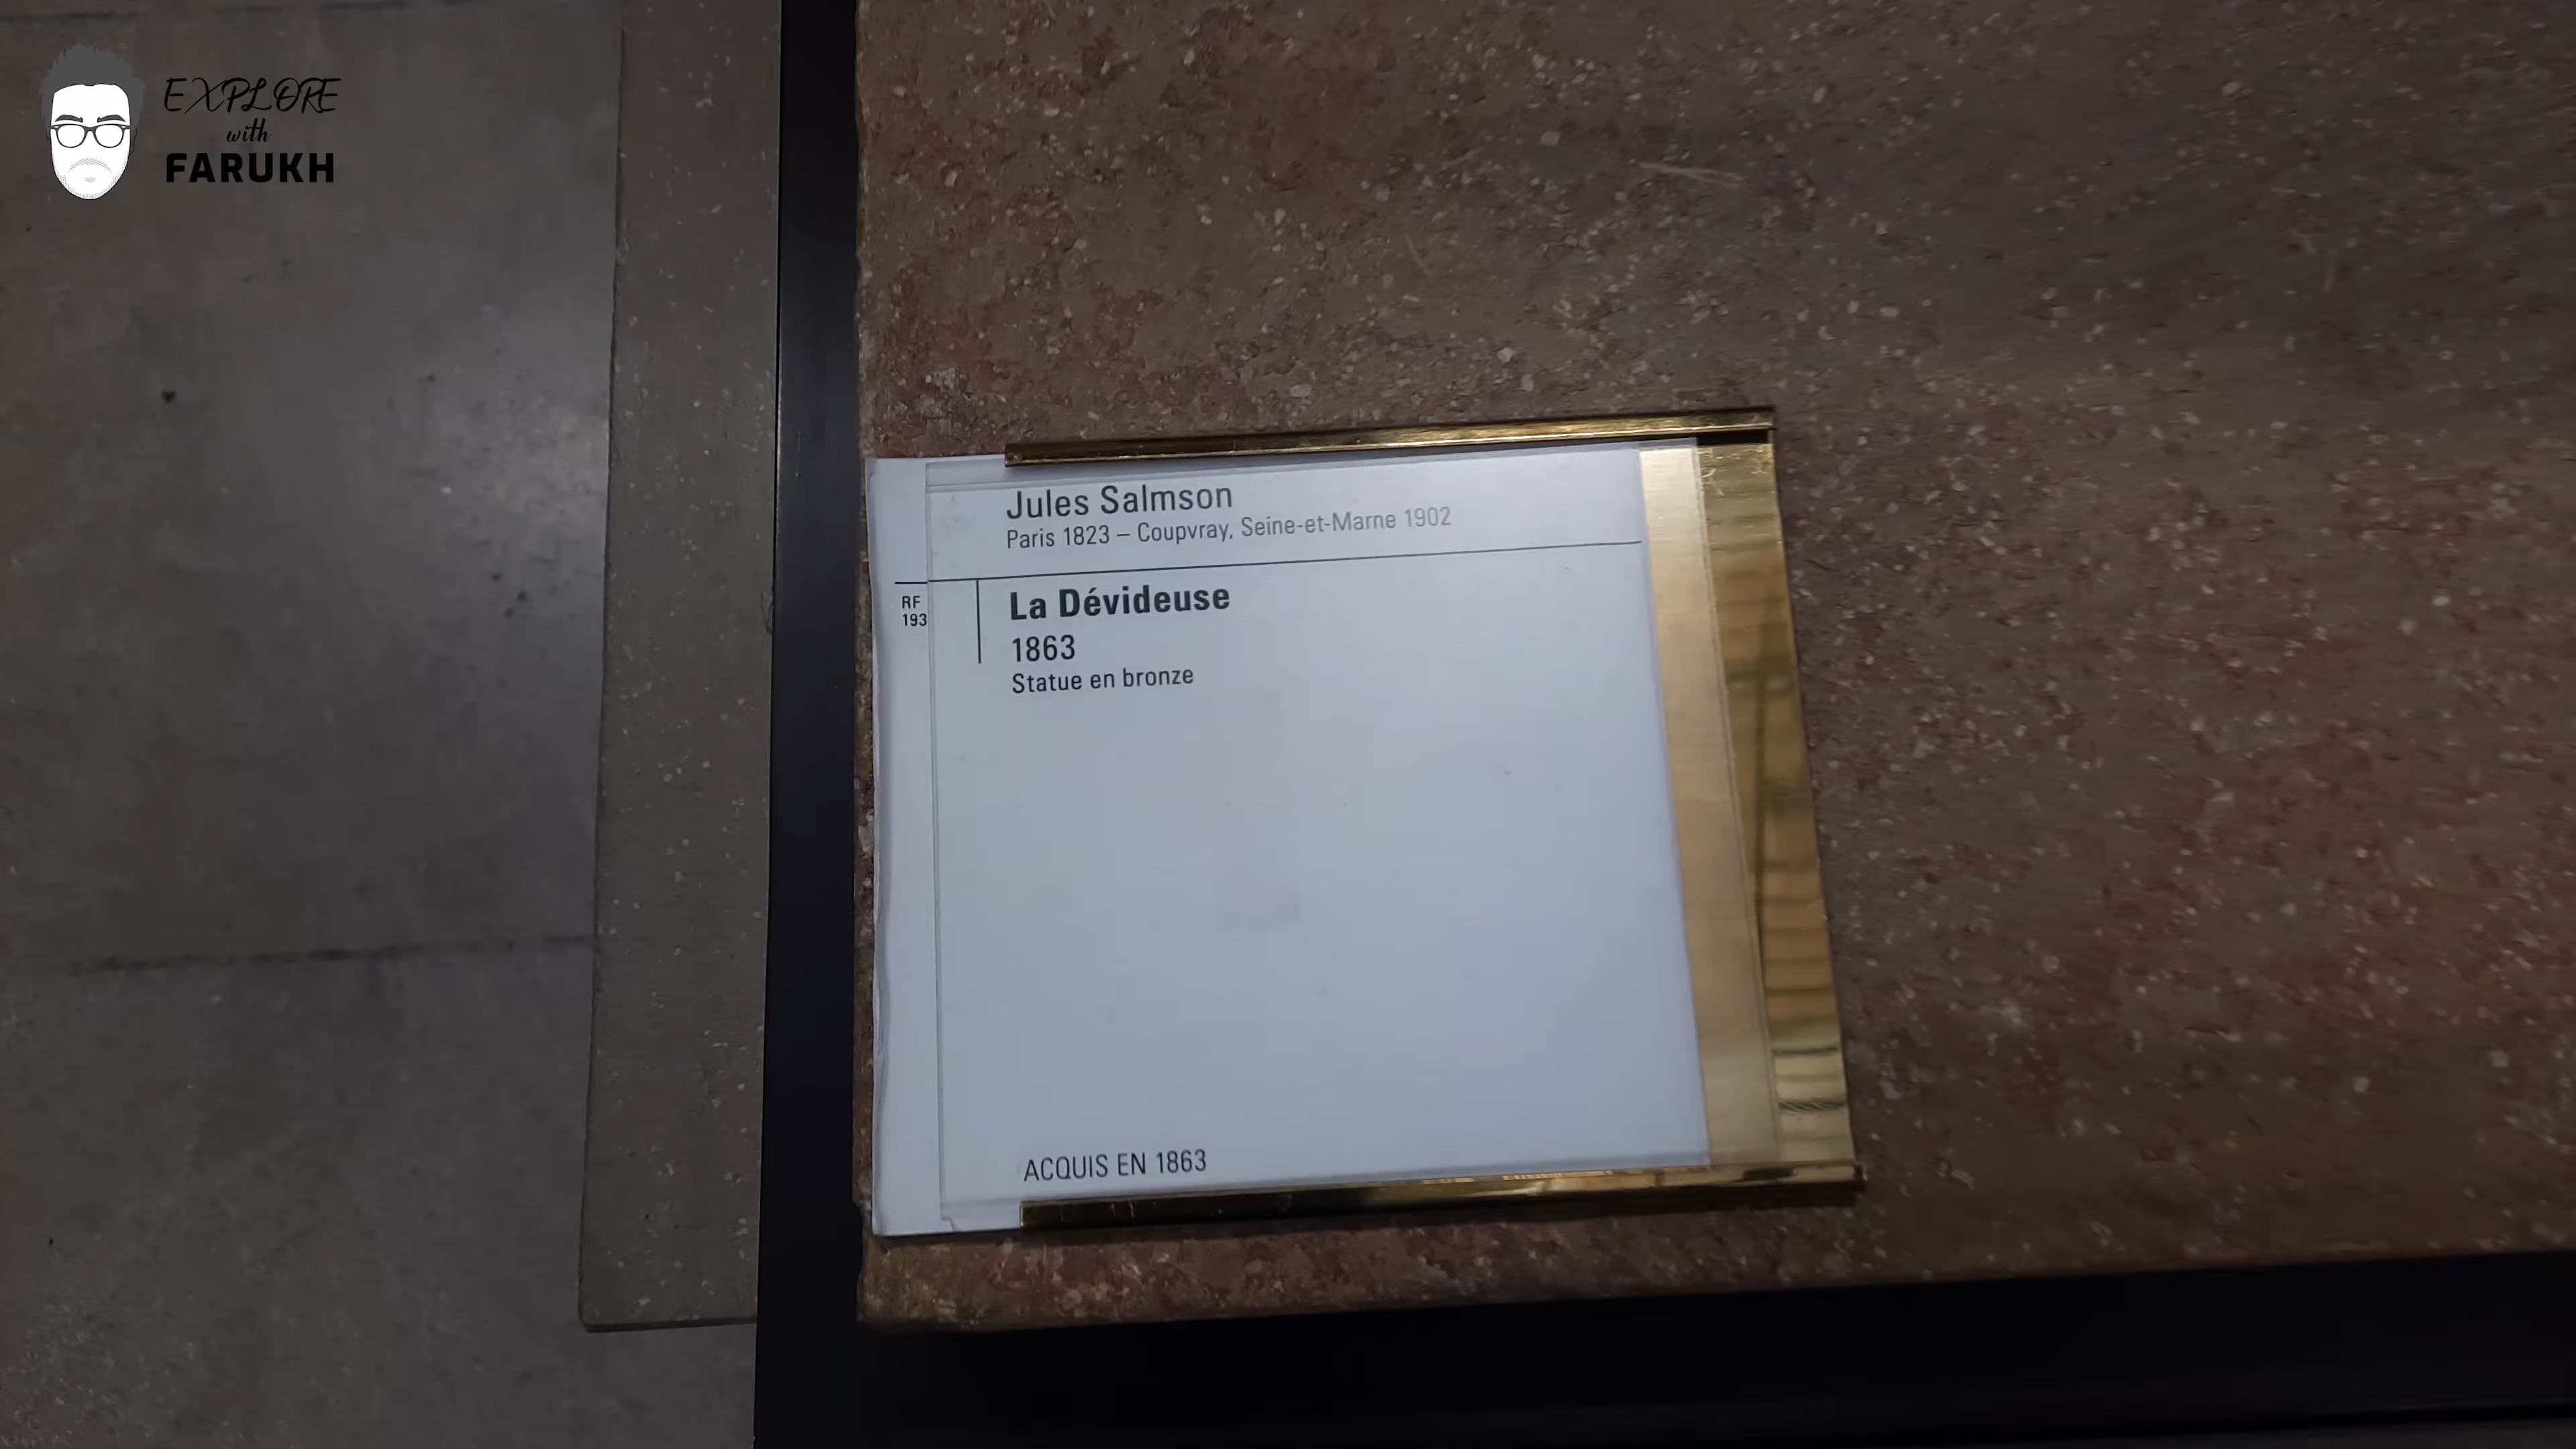 EXPLORE
with
FARUKH
Jules Salmson
Paris 1823 – Coupvray, Seine-et-Marne 1902
RF
193
La Dévideuse
1863
Statue en bronze
ACQUIS EN 1863